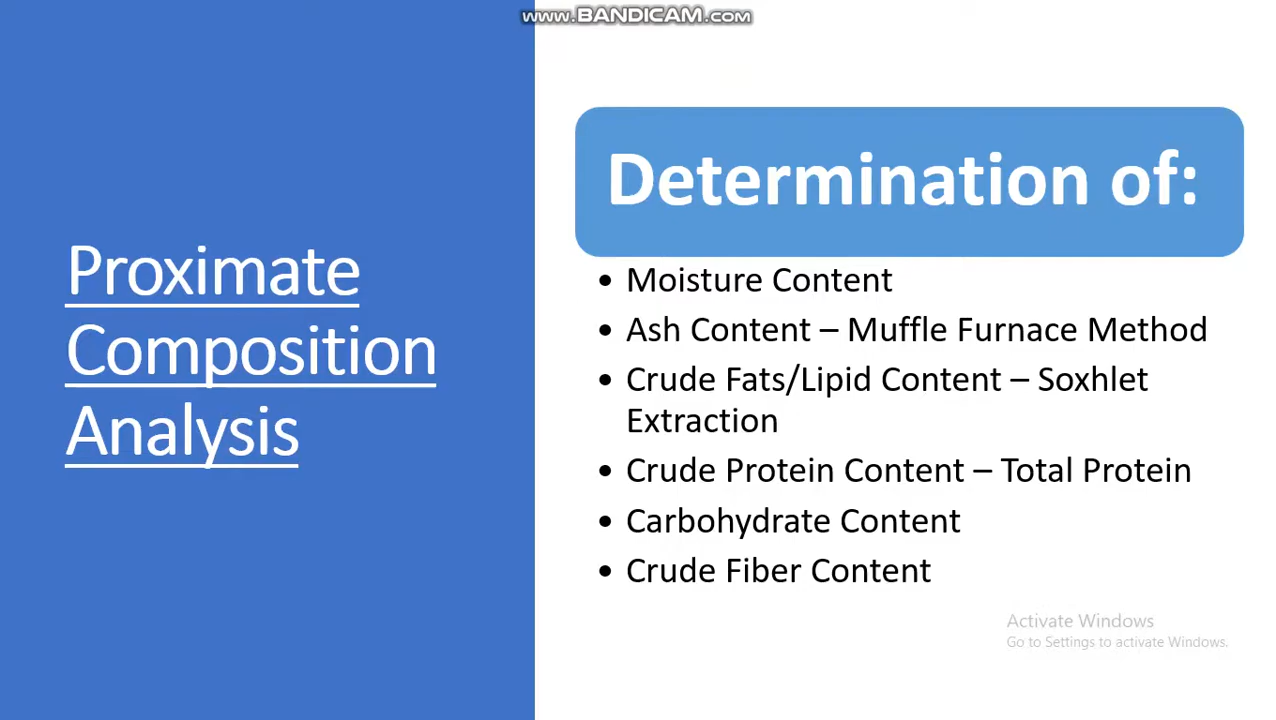 www.BANDICAM.com
Proximate
Composition
Analysis
Determination of:
• Moisture Content
• Ash Content – Muffle Furnace Method
• Crude Fats/Lipid Content – Soxhlet
Extraction
• Crude Protein Content – Total Protein
• Carbohydrate Content
• Crude Fiber Content
Activate Windows
Go to Settings to activate Windows.